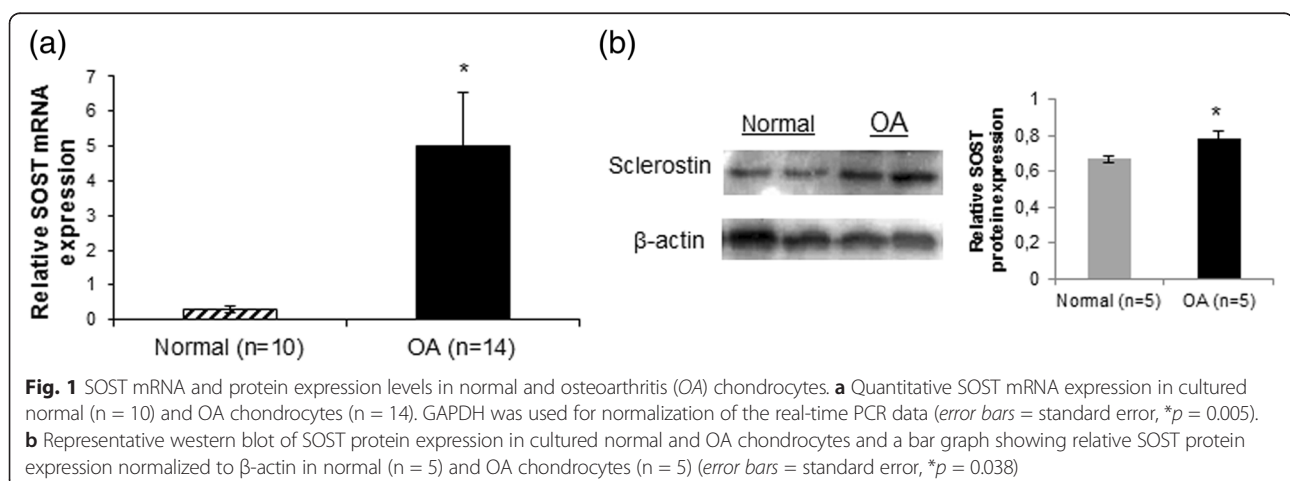 (a)
*
Relative SOST mRNA
expression
7
6
5
4
3
2
1
0
Normal (n=10)
OA (n=14)
(b)
Normal
OA
Sclerostin
β-actin
*
Relative SOST
protein expression
1
0,8
0,6
0,4
0,2
0
Normal (n=5)
OA (n=5)
Fig. 1 SOST mRNA and protein expression levels in normal and osteoarthritis (OA) chondrocytes. a Quantitative SOST mRNA expression in cultured
normal (n = 10) and OA chondrocytes (n = 14). GAPDH was used for normalization of the real-time PCR data (error bars = standard error, *p = 0.005).
b Representative western blot of SOST protein expression in cultured normal and OA chondrocytes and a bar graph showing relative SOST protein
expression normalized to β-actin in normal (n = 5) and OA chondrocytes (n = 5) (error bars = standard error, *p = 0.038)